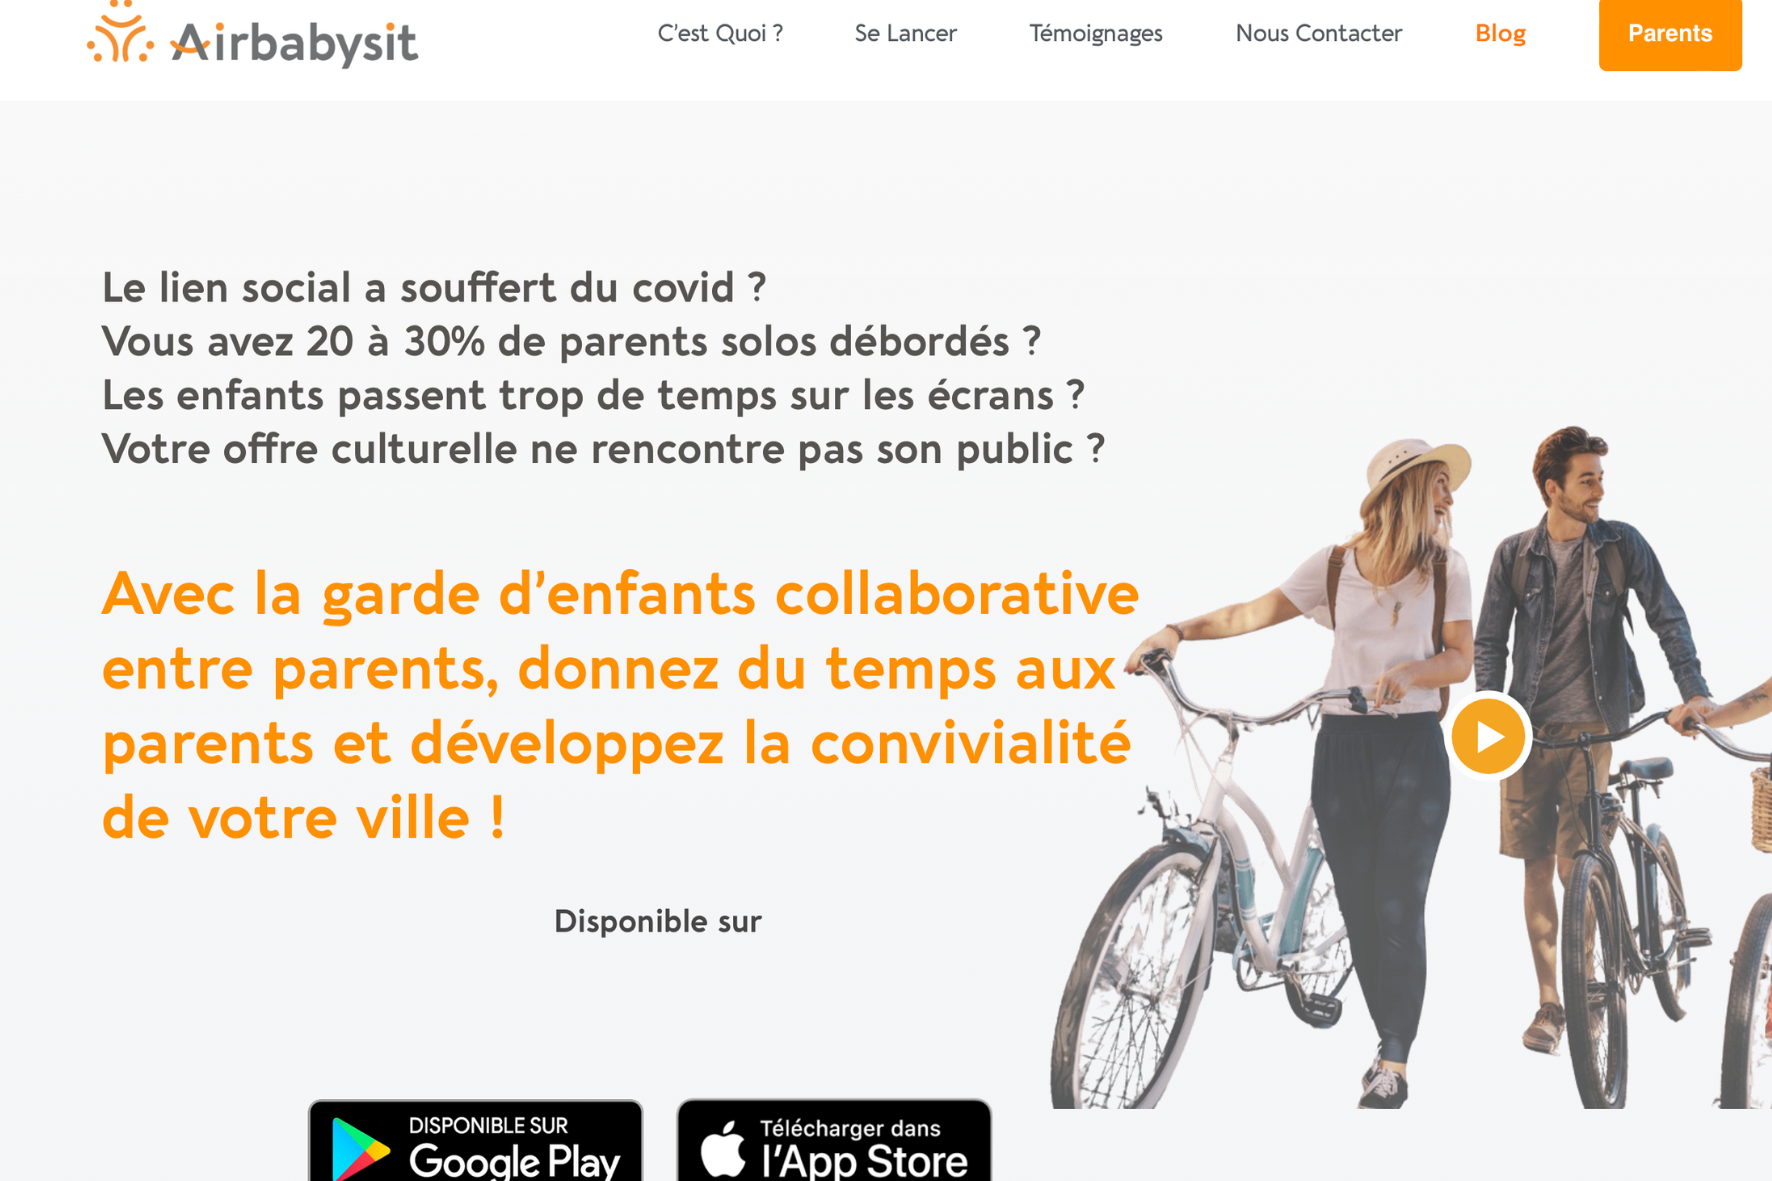 Airbabysit
C'est Quoi ?
Se Lancer
Témoignages
Nous Contacter
Blog
Parents
Le lien social a souffert du covid ?
Vous avez 20 à 30% de parents solos débordés ?
Les enfants passent trop de temps sur les écrans ?
Votre offre culturelle ne rencontre pas son public ?
Avec la garde d'enfants collaborative
entre parents, donnez du temps aux
parents et développez la convivialité
de votre ville !
Disponible sur
DISPONIBLE SUR
Google Play
Télécharger dans
l'App Store